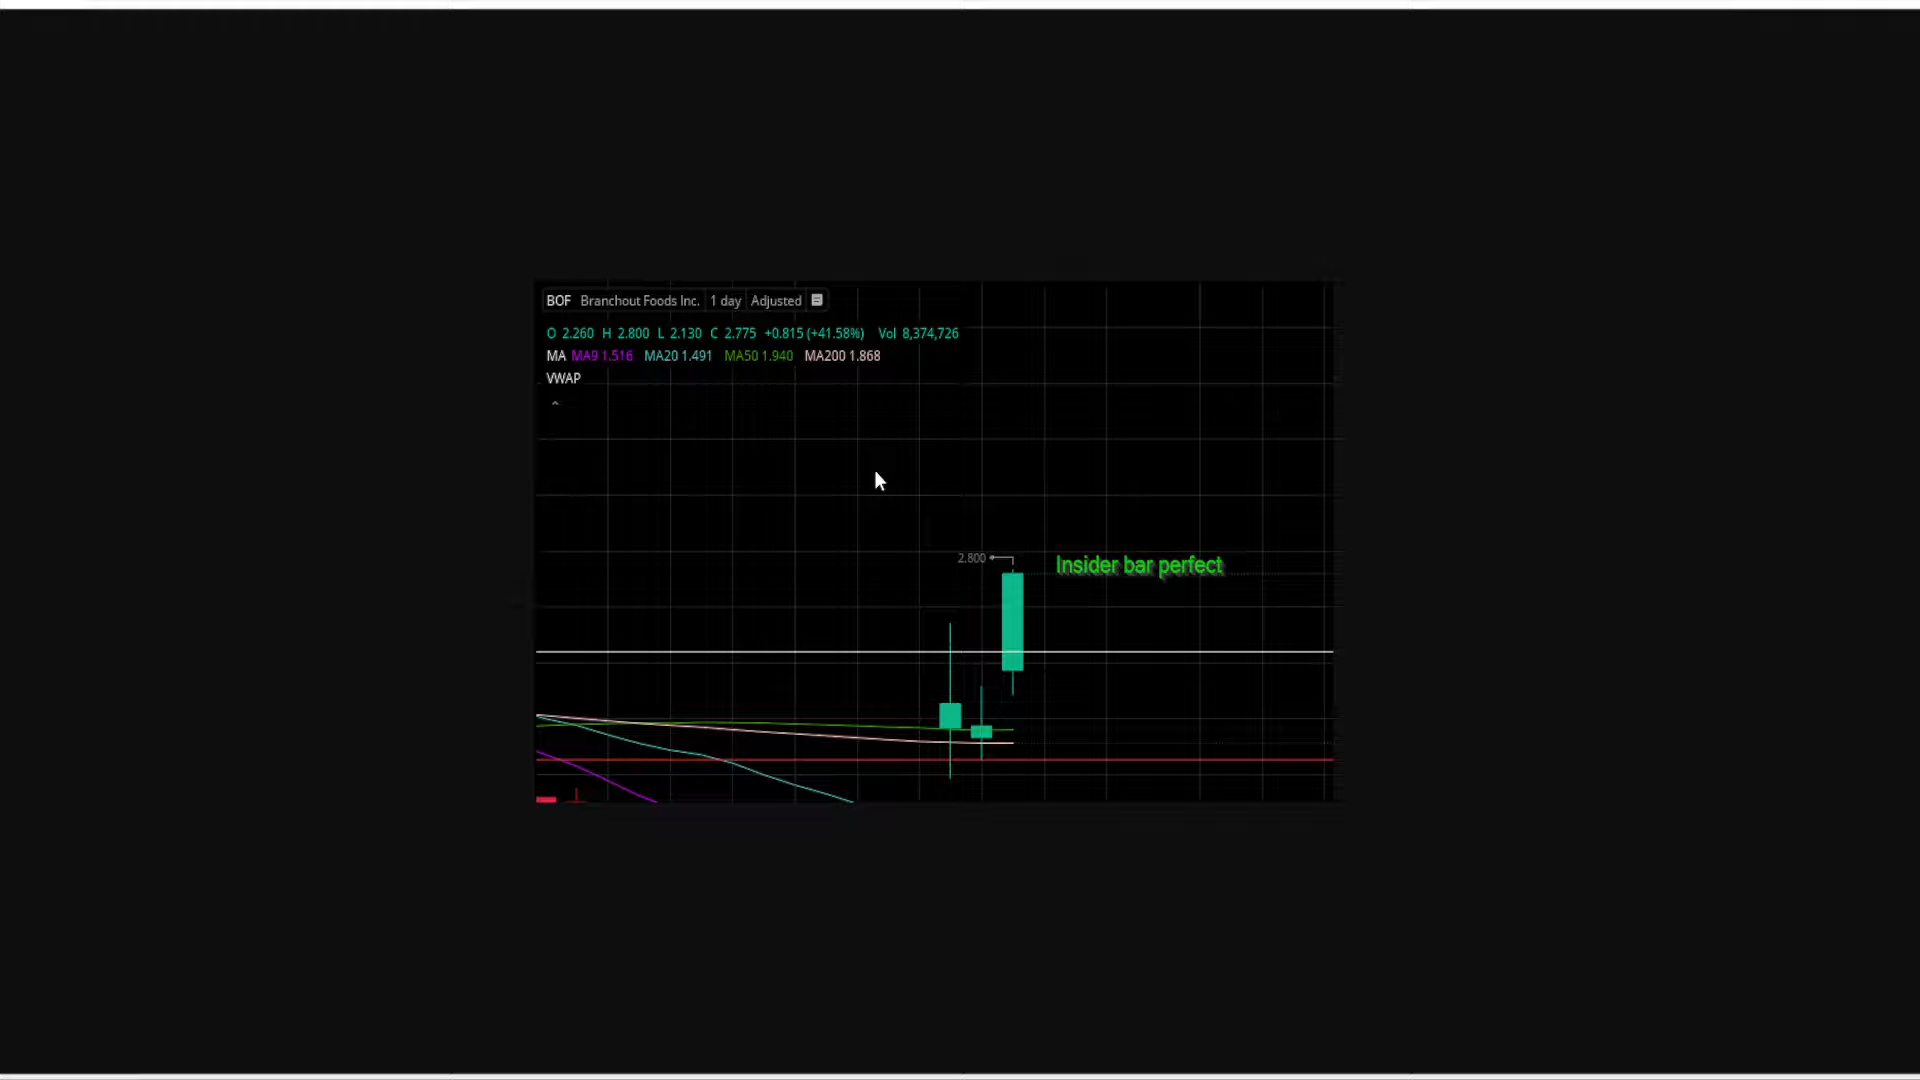 BOF Branchout Foods Inc. 1 day Adjusted
O 2.260 H 2.800 L 2.130 C 2.775 +0.815 (+41.58%) Vol 8,374,726
MA MA9 1.516 MA20 1.491 MA50 1.940 MA200 1.868
VWAP
2.800
Insider bar perfect